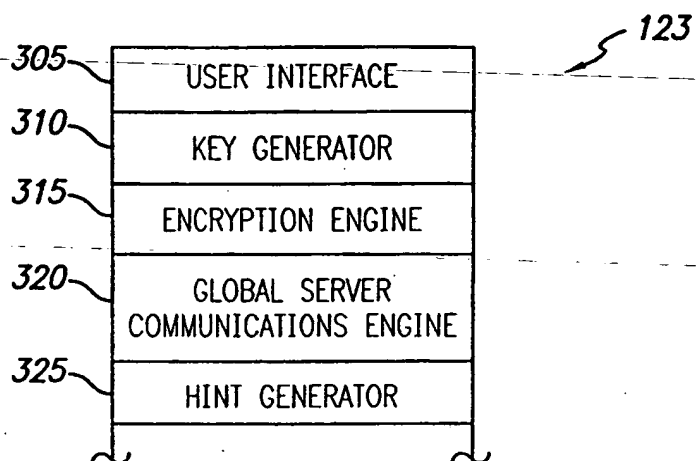 123
305 USER INTERFACE
310 KEY GENERATOR
315 ENCRYPTION ENGINE
320 GLOBAL SERVER
COMMUNICATIONS ENGINE
325 HINT GENERATOR